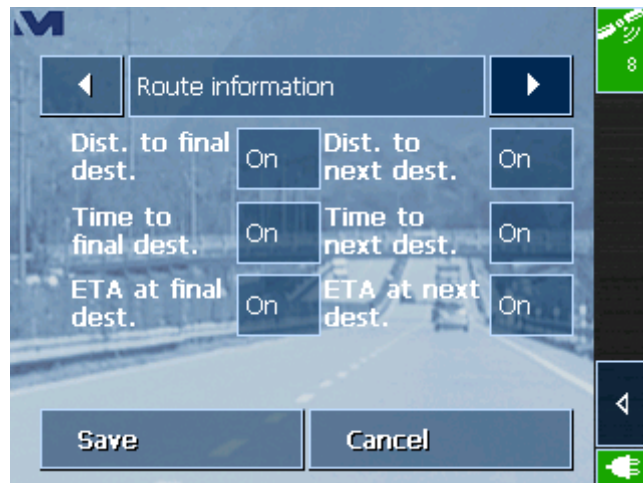 Route information
8
Dist. to final
dest.
On
Dist. to
next dest.
On
Time to
final dest.
On
Time to
next dest.
On
ETA at final
dest.
On
ETA at next
dest.
On
Save
Cancel